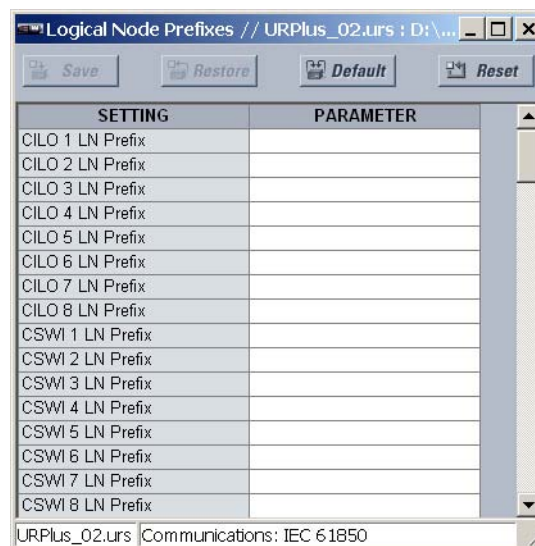 Logical Node Prefixes // URPlus_02.urs : D:\...
Save Restore Default Reset
SETTING PARAMETER
CILO 1 LN Prefix
CILO 2 LN Prefix
CILO 3 LN Prefix
CILO 4 LN Prefix
CILO 5 LN Prefix
CILO 6 LN Prefix
CILO 7 LN Prefix
CILO 8 LN Prefix
CSWI 1 LN Prefix
CSWI 2 LN Prefix
CSWI 3 LN Prefix
CSWI 4 LN Prefix
CSWI 5 LN Prefix
CSWI 6 LN Prefix
CSWI 7 LN Prefix
CSWI 8 LN Prefix
URPlus_02.urs Communications: IEC 61850